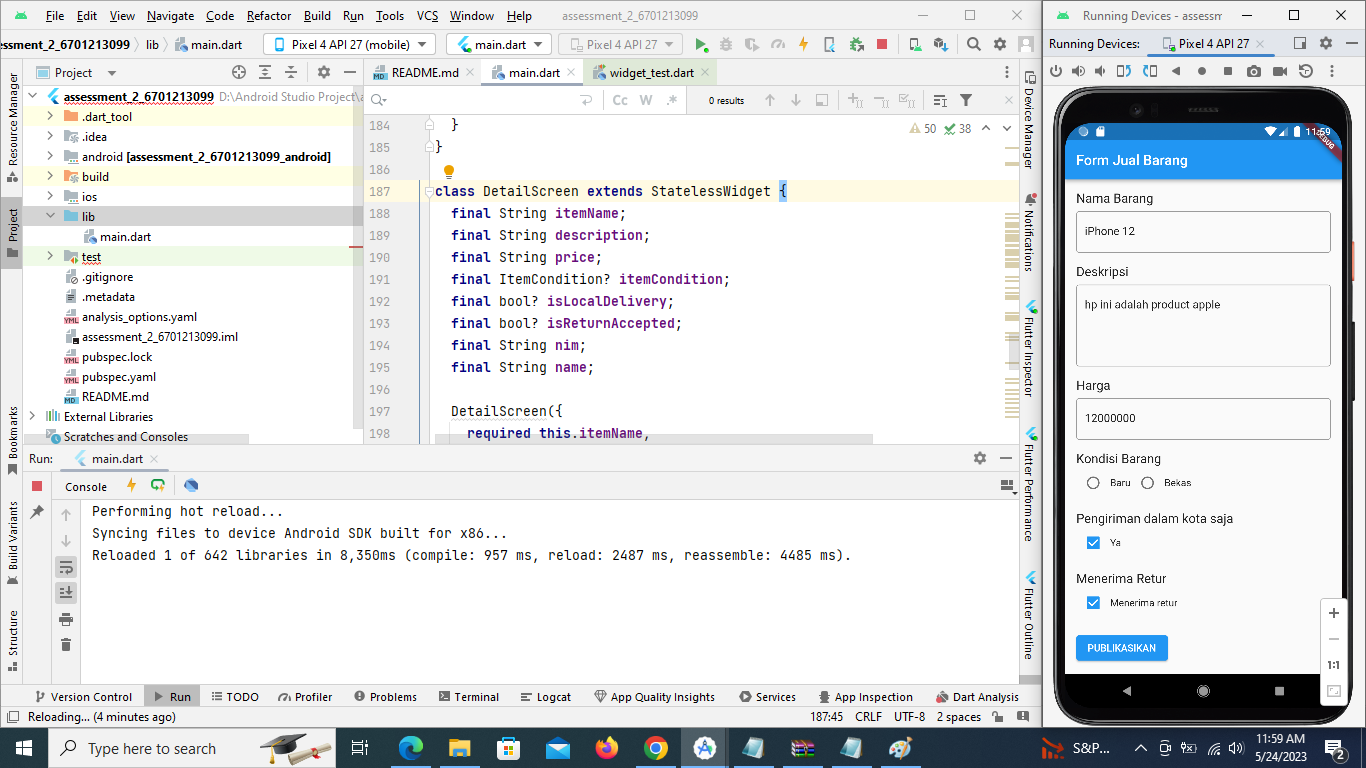 File Edit View Navigate Code Refactor Build Run Tools VCS Window Help assessment_2_6701213099
Running Devices - assessm
ssment_2_6701213099 lib main.dart Pixel 4 API 27 (mobile) main.dart Pixel 4 API 27
Running Devices: Pixel 4 API 27
Project
README.md main.dart widget_test.dart
assessment_2_6701213099 D:\Android Studio Project\a
.dart_tool
.idea
android [assessment_2_6701213099_android]
build
ios
lib
main.dart
test
.gitignore
.metadata
analysis_options.yaml
assessment_2_6701213099.iml
pubspec.lock
pubspec.yaml
README.md
External Libraries
Scratches and Consoles
Resource Manager
Project
Bookmarks
Build Variants
Structure
Cc W .* 0 results
50 38
184 }
185 }
186
187 class DetailScreen extends StatelessWidget {
188 final String itemName;
189 final String description;
190 final String price;
191 final ItemCondition? itemCondition;
192 final bool? isLocalDelivery;
193 final bool? isReturnAccepted;
194 final String nim;
195 final String name;
196
197 DetailScreen({
198 required this.itemName,
Device Manager
Notifications
Flutter Inspector
Flutter Performance
Flutter Outline
Run: main.dart
Console
Performing hot reload...
Syncing files to device Android SDK built for x86...
Reloaded 1 of 642 libraries in 8,350ms (compile: 957 ms, reload: 2487 ms, reassemble: 4485 ms).
Version Control Run TODO Profiler Problems Terminal Logcat App Quality Insights Services App Inspection Dart Analysis
Reloading... (4 minutes ago) 187:45 CRLF UTF-8 2 spaces
11:59
DEBUG
Form Jual Barang
Nama Barang
iPhone 12
Deskripsi
hp ini adalah product apple
Harga
12000000
Kondisi Barang
Baru Bekas
Pengiriman dalam kota saja
Ya
Menerima Retur
Menerima retur
PUBLIKASIKAN
1:1
Type here to search
S&P...
11:59 AM
5/24/2023
2